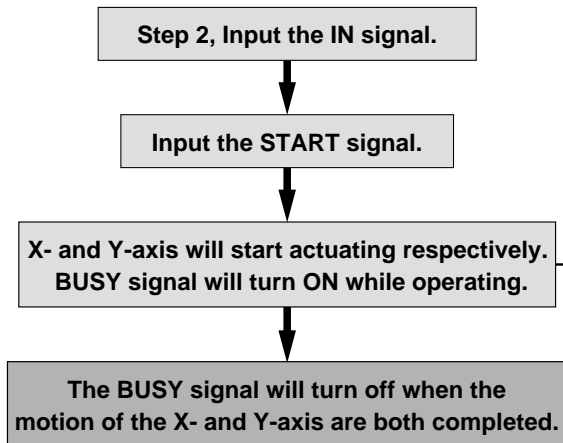 Step 2, Input the IN signal.
Input the START signal.
X- and Y-axis will start actuating respectively.
BUSY signal will turn ON while operating.
The BUSY signal will turn off when the
motion of the X- and Y-axis are both completed.